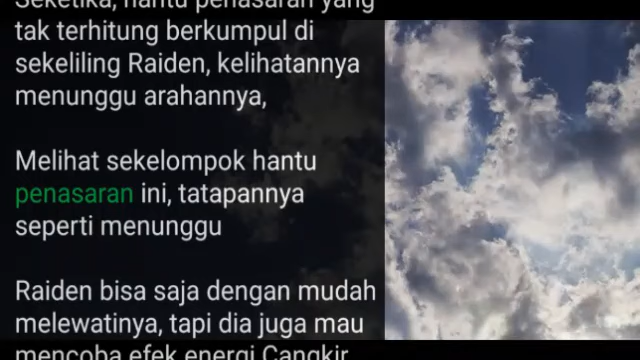 Seketika, hantu penasaran yang
tak terhitung berkumpul di
sekeliling Raiden, kelihatannya
menunggu arahannya,
Melihat sekelompok hantu
penasaran ini, tatapannya
seperti menunggu
Raiden bisa saja dengan mudah
melewatinya, tapi dia juga mau
mencoba efek energi Cangkir